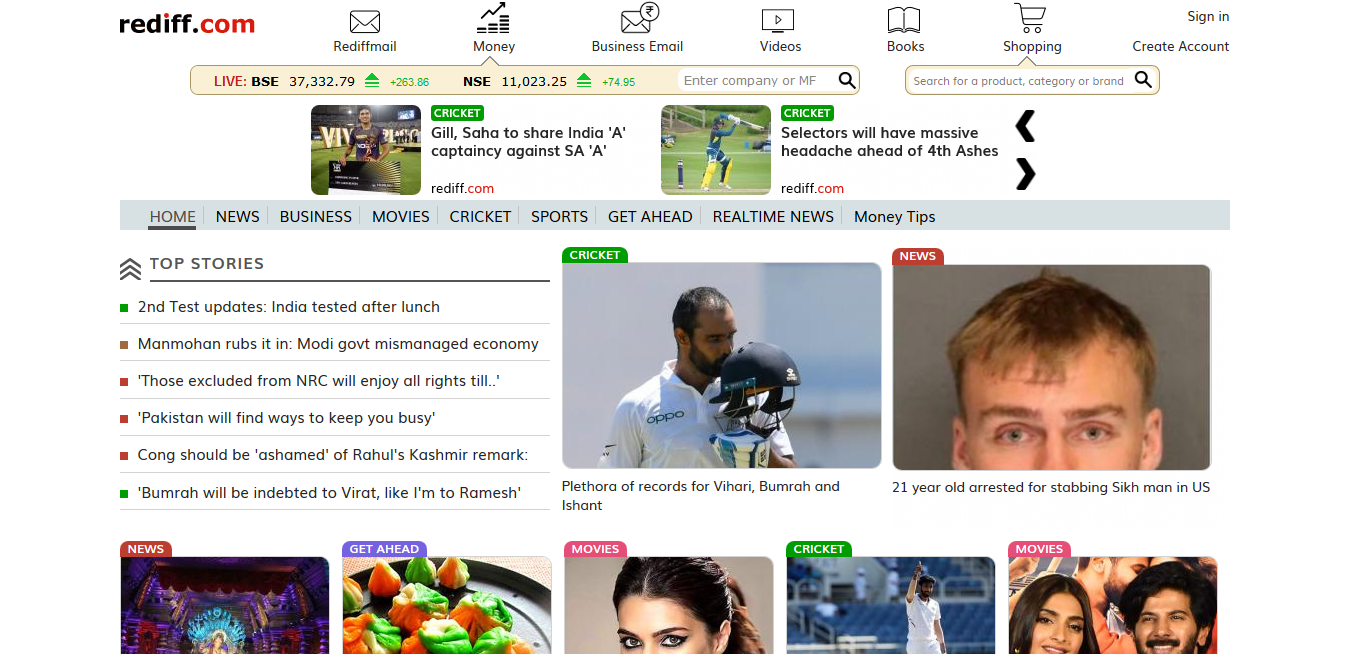 rediff.com
Rediffmail
Money
Business Email
Videos
Books
Shopping
Sign in
Create Account
LIVE: BSE 37,332.79 +263.86 NSE 11,023.25 +74.95
Enter company or MF
Search for a product, category or brand
CRICKET
Gill, Saha to share India 'A'
captaincy against SA 'A'
rediff.com
CRICKET
Selectors will have massive
headache ahead of 4th Ashes
rediff.com
HOME NEWS BUSINESS MOVIES CRICKET SPORTS GET AHEAD REALTIME NEWS Money Tips
TOP STORIES
2nd Test updates: India tested after lunch
Manmohan rubs it in: Modi govt mismanaged economy
'Those excluded from NRC will enjoy all rights till..'
'Pakistan will find ways to keep you busy'
Cong should be 'ashamed' of Rahul's Kashmir remark:
'Bumrah will be indebted to Virat, like I'm to Ramesh'
CRICKET
oppo
Plethora of records for Vihari, Bumrah and
Ishant
NEWS
21 year old arrested for stabbing Sikh man in US
NEWS
GET AHEAD
MOVIES
CRICKET
MOVIES